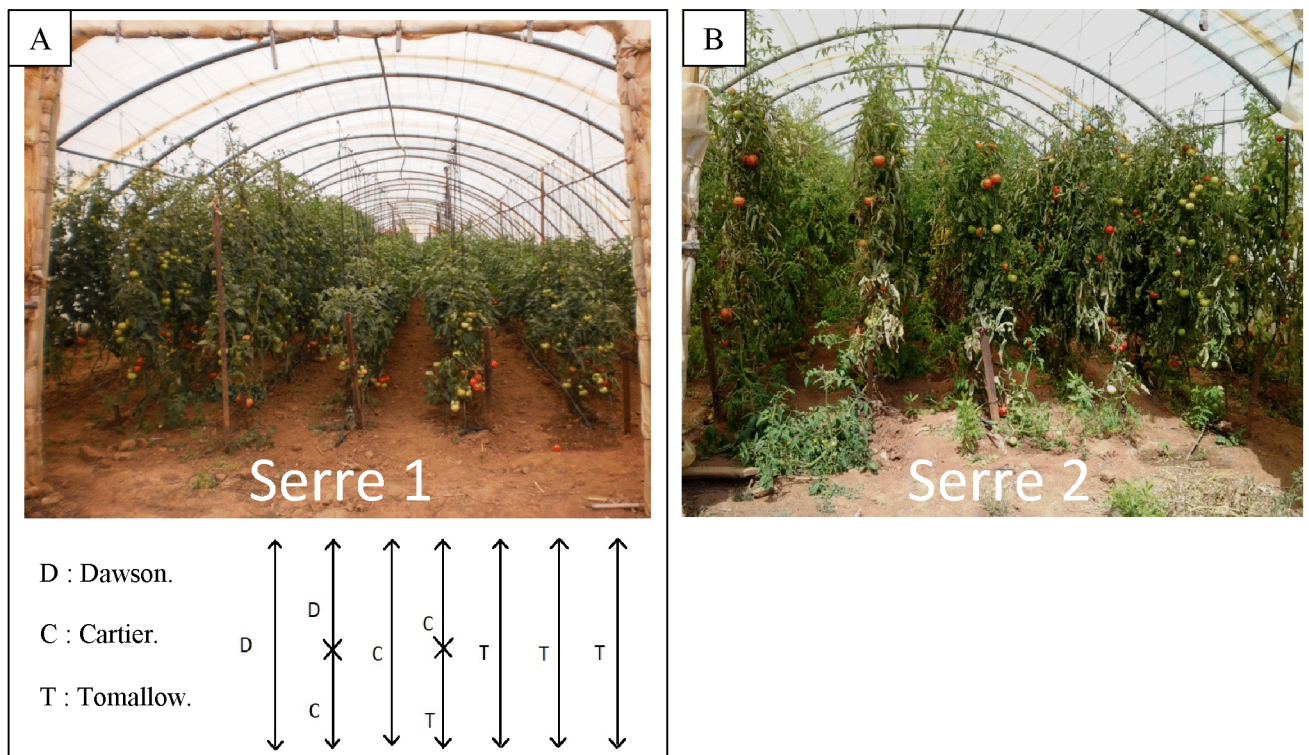 A
B
Serre 1
Serre 2
D : Dawson.
C : Cartier.
T : Tomallow.
D
D
C
C
C
T
T
T
T